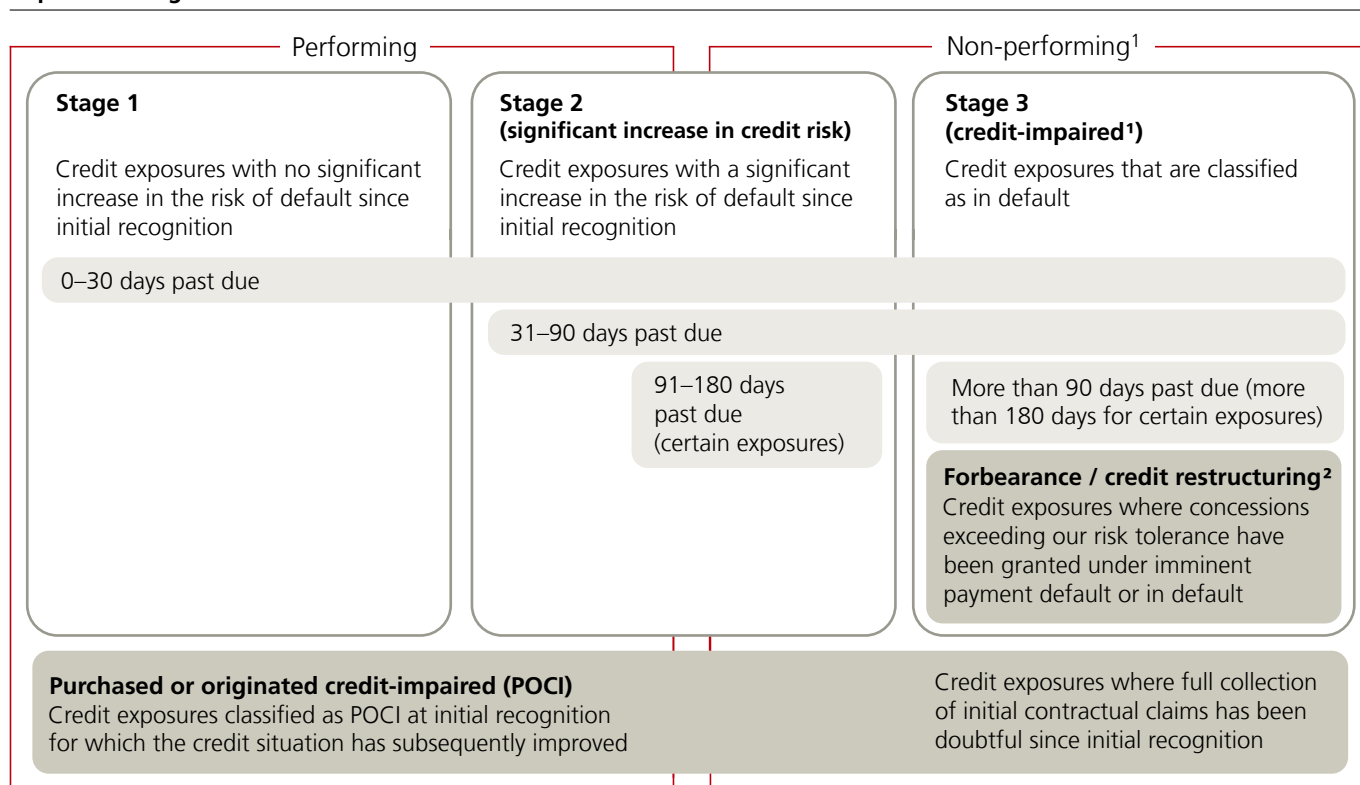 Performing
Non-performing¹
Stage 1
Credit exposures with no significant
increase in the risk of default since
initial recognition
Stage 2
(significant increase in credit risk)
Credit exposures with a significant
increase in the risk of default since
initial recognition
Stage 3
(credit-impaired¹)
Credit exposures that are classified
as in default
0–30 days past due
31–90 days past due
91–180 days
past due
(certain exposures)
More than 90 days past due (more
than 180 days for certain exposures)
Forbearance / credit restructuring²
Credit exposures where concessions
exceeding our risk tolerance have
been granted under imminent
payment default or in default
Purchased or originated credit-impaired (POCI)
Credit exposures classified as POCI at initial recognition
for which the credit situation has subsequently improved
Credit exposures where full collection
of initial contractual claims has been
doubtful since initial recognition